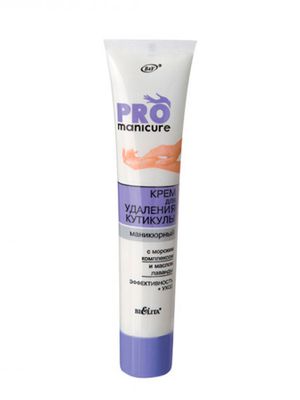 PRO
manicure
КРЕМ
ДЛЯ
УДАЛЕНИЯ
КУТИКУЛЫ
маникюрный
с морским
комплексом
и маслом
лаванды
ЭФФЕКТИВНОСТЬ
+ УХОД
BIELITA